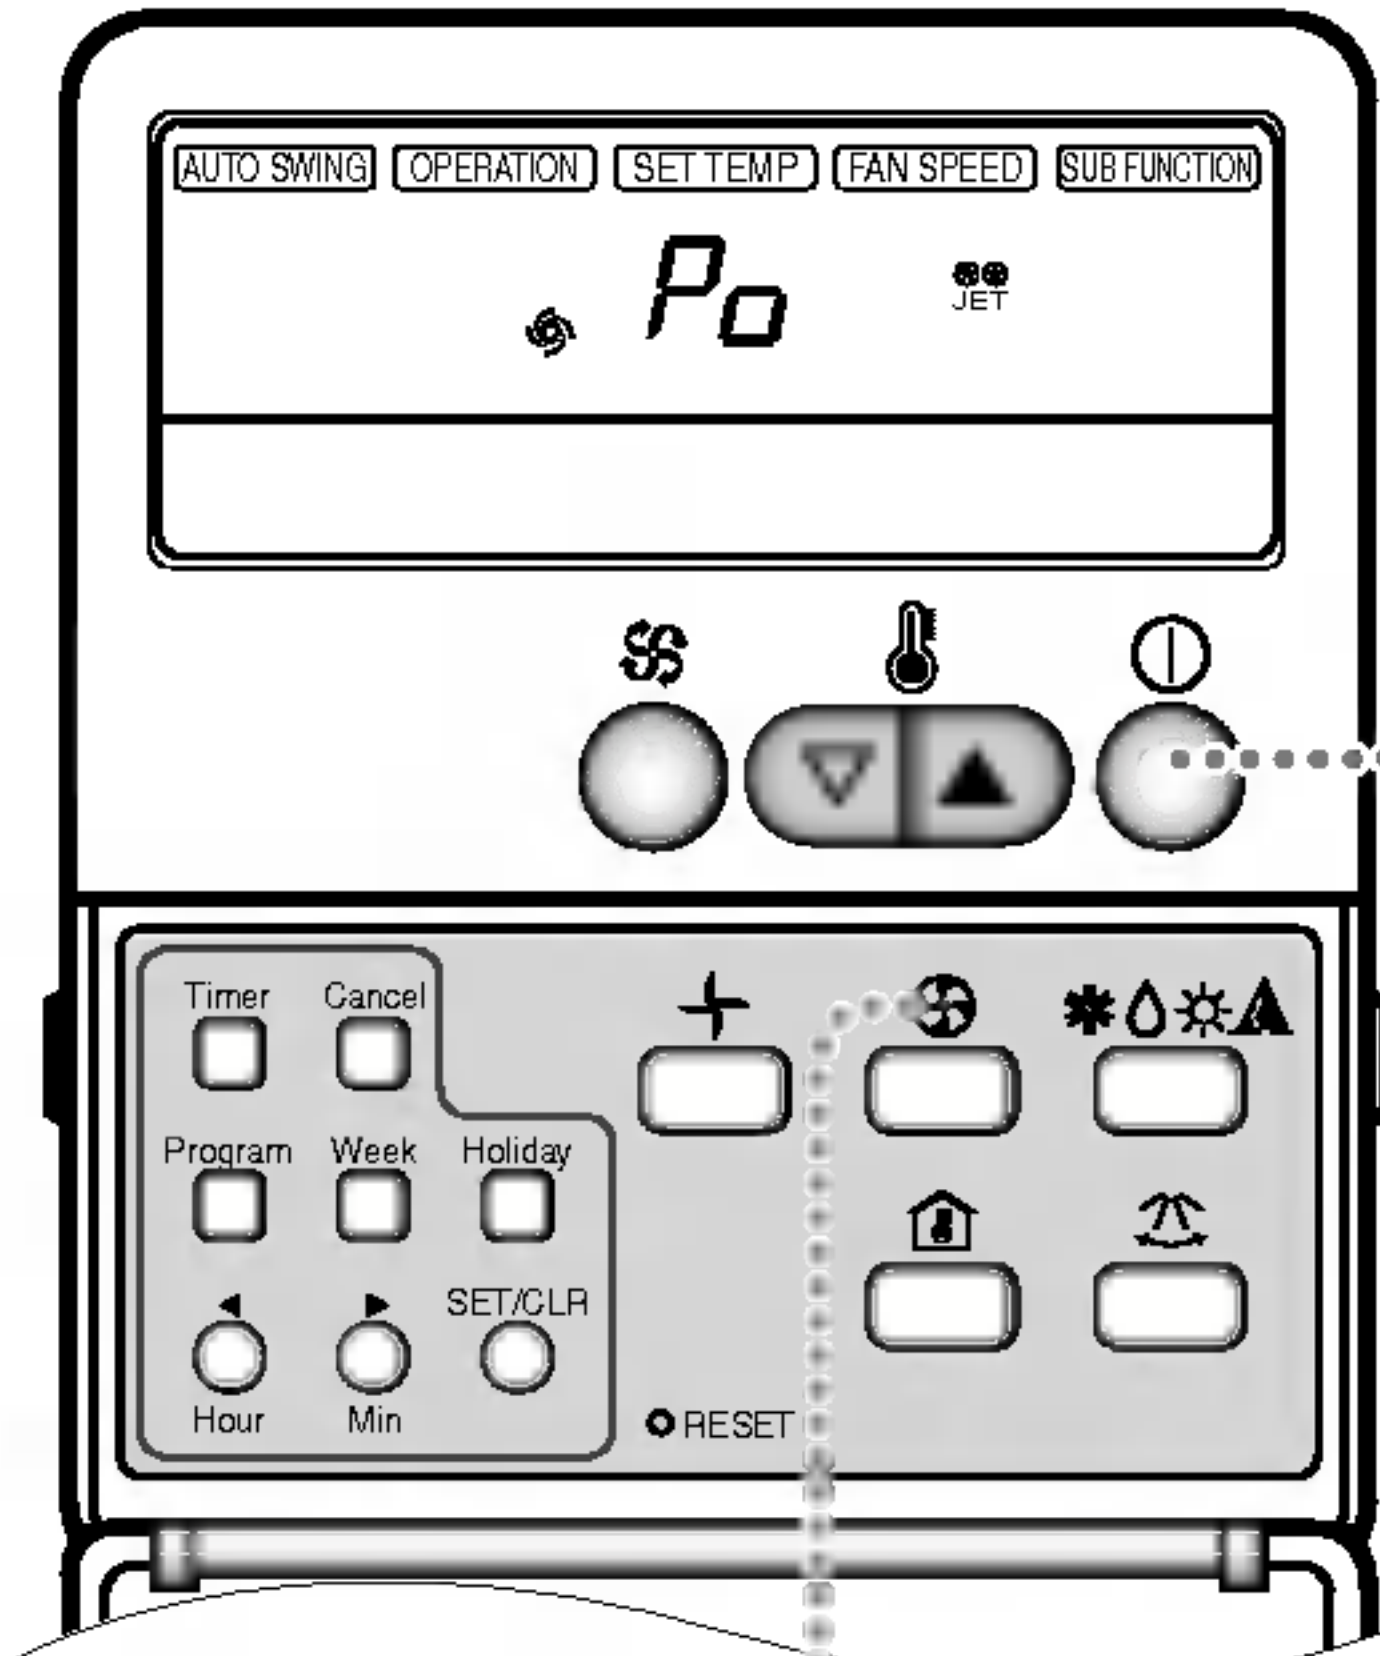 AUTO SWING OPERATION SET TEMP FAN SPEED SUB FUNCTION
Po
JET
Timer Cancel
Program Week Holiday
SET/CLR
Hour Min
RESET